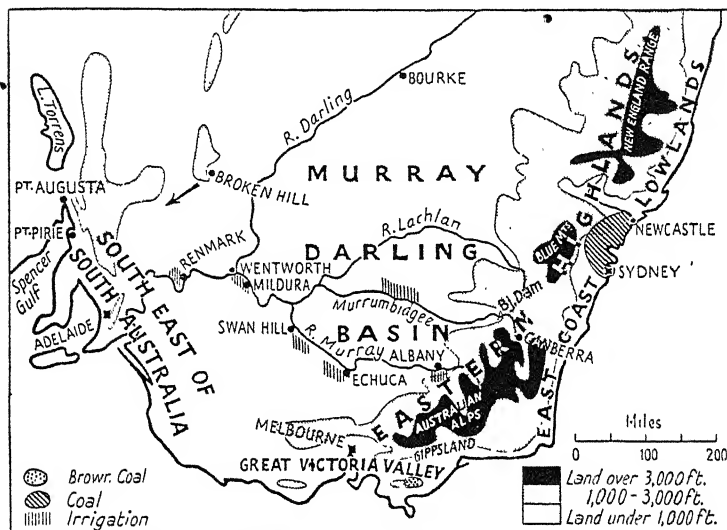 L. Torrens
BOURKE
R. Darling
EASTERN HIGHLANDS
NEW ENGLAND RANGE
EAST COAST LOWLANDS
PT. AUGUSTA
BROKEN HILL
MURRAY
DARLING
BASIN
PT. PIRIE
Spencer Gulf
SOUTH EAST OF
SOUTH AUSTRALIA
RENMARK
R. Lachlan
BLUE MTS
NEWCASTLE
SYDNEY
WENTWORTH
MILDURA
ADELAIDE
SWAN HILL
Murrumbidgee
Bj. Dam
CANBERRA
R. Murray
ALBANY
ECHUCA
AUSTRALIAN
ALPS
MELBOURNE
GIPPSLAND
GREAT VICTORIA VALLEY
Miles
0 100 200
Browr. Coal
Coal
Irrigation
Land over 3,000 ft.
1,000 - 3,000 ft.
Land under 1,000 ft.